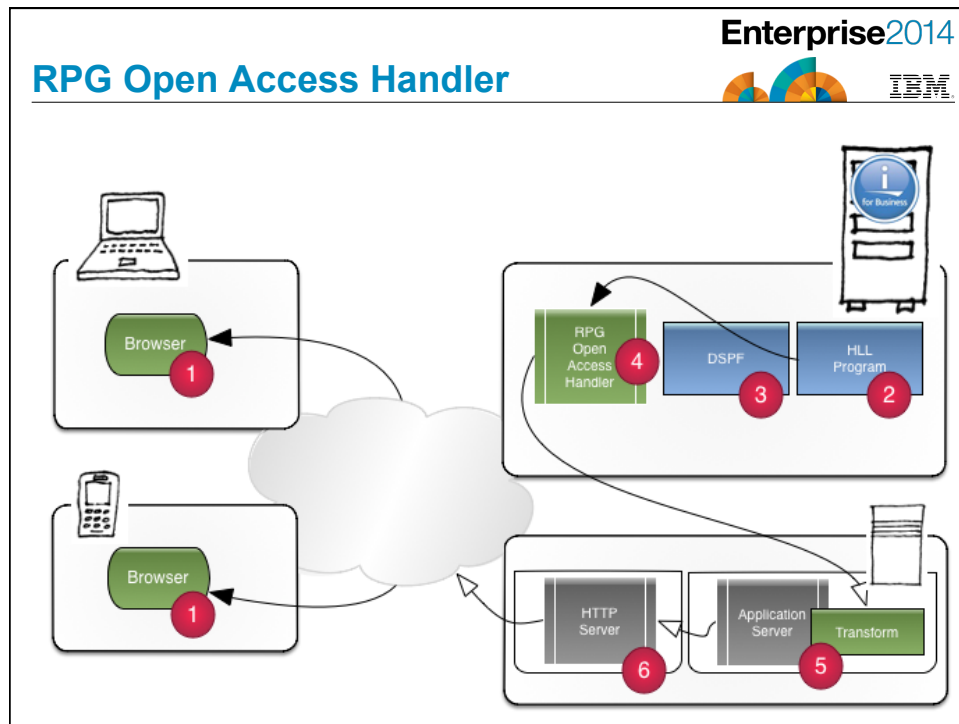 Enterprise2014
RPG Open Access Handler
IBM.
i
for Business
Browser
1
RPG
Open
Access
Handler
4
DSPF
3
HLL
Program
2
Browser
1
HTTP
Server
6
Application
Server
Transform
5